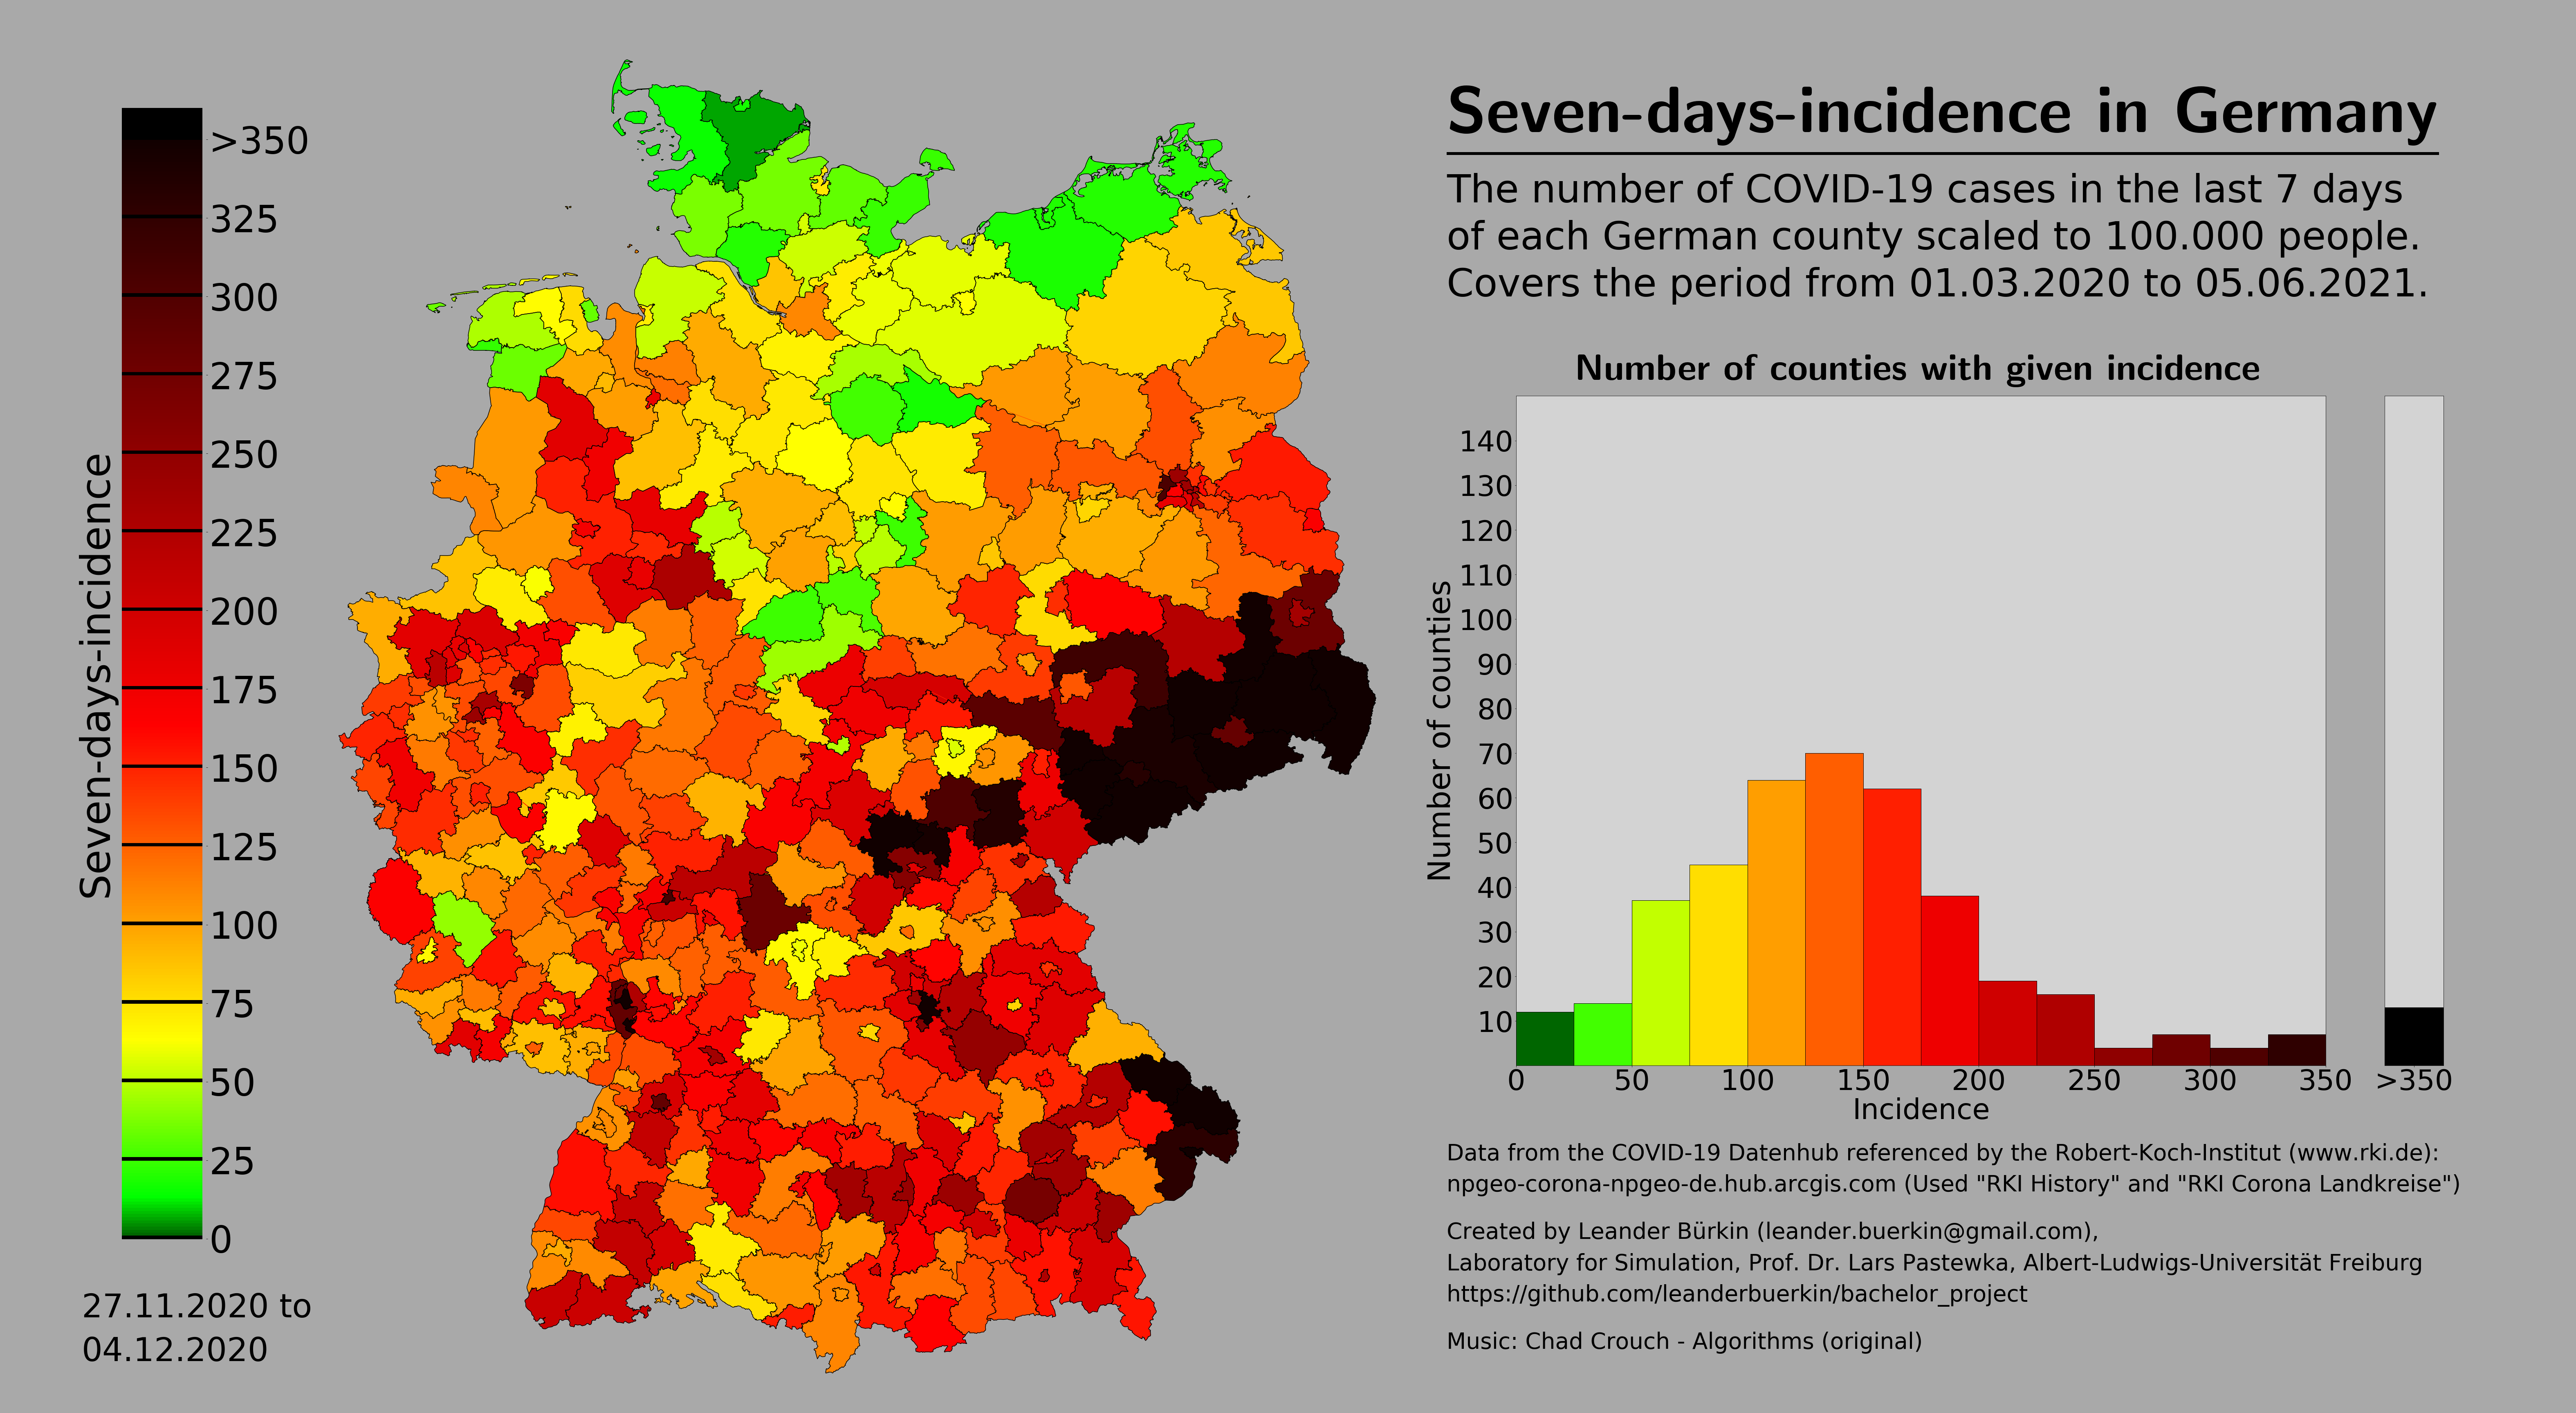 Seven-days-incidence in Germany
The number of COVID-19 cases in the last 7 days
of each German county scaled to 100.000 people.
Covers the period from 01.03.2020 to 05.06.2021.
Seven-days-incidence
>350
325
300
275
250
225
200
175
150
125
100
75
50
25
0
27.11.2020 to
04.12.2020
Number of counties with given incidence
Number of counties
140
130
120
110
100
90
80
70
60
50
40
30
20
10
0 50 100 150 200 250 300 350 >350
Incidence
Data from the COVID-19 Datenhub referenced by the Robert-Koch-Institut (www.rki.de):
npgeo-corona-npgeo-de.hub.arcgis.com (Used "RKI History" and "RKI Corona Landkreise")
Created by Leander Bürkin (leander.buerkin@gmail.com),
Laboratory for Simulation, Prof. Dr. Lars Pastewka, Albert-Ludwigs-Universität Freiburg
https://github.com/leanderbuerkin/bachelor_project
Music: Chad Crouch - Algorithms (original)